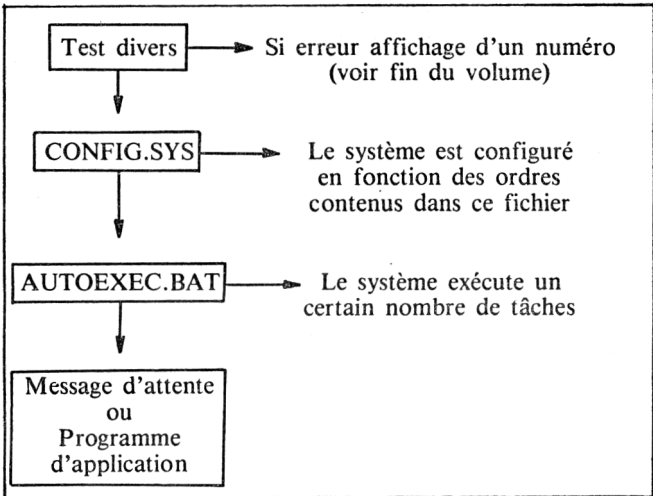 Test divers
Si erreur affichage d'un numéro
(voir fin du volume)
CONFIG.SYS
Le système est configuré
en fonction des ordres
contenus dans ce fichier
AUTOEXEC.BAT
Le système exécute un
certain nombre de tâches
Message d'attente
ou
Programme
d'application